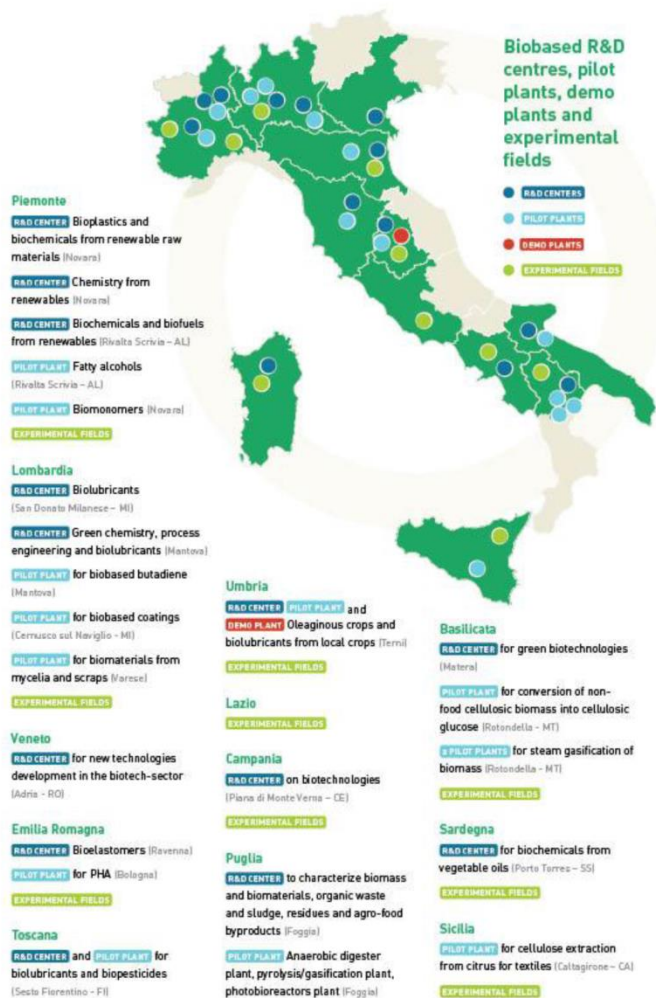 Biobased R&D
centres, pilot
plants, demo
plants and
experimental
fields
R&D CENTERS
PILOT PLANTS
DEMO PLANTS
EXPERIMENTAL FIELDS
Piemonte
R&D CENTER Bioplastics and
biochemicals from renewable raw
materials (Novara)
R&D CENTER Chemistry from
renewables (Novara)
R&D CENTER Biochemicals and biofuels
from renewables (Rivalta Scrivia – AL)
PILOT PLANT Fatty alcohols
(Rivalta Scrivia – AL)
PILOT PLANT Biomonomers (Novara)
EXPERIMENTAL FIELDS
Lombardia
R&D CENTER Biolubricants
(San Donato Milanese – MI)
R&D CENTER Green chemistry, process
engineering and biolubricants (Mantova)
PILOT PLANT for biobased butadiene
(Mantova)
PILOT PLANT for biobased coatings
(Cernusco sul Naviglio - MI)
PILOT PLANT for biomaterials from
mycelia and scraps (Varese)
EXPERIMENTAL FIELDS
Veneto
R&D CENTER for new technologies
development in the biotech-sector
(Adria - RO)
Emilia Romagna
R&D CENTER Bioelastomers (Ravenna)
PILOT PLANT for PHA (Bologna)
EXPERIMENTAL FIELDS
Toscana
R&D CENTER and PILOT PLANT for
biolubricants and biopesticides
(Sesto Fiorentino - FI)
Umbria
R&D CENTER PILOT PLANT and
DEMO PLANT Oleaginous crops and
biolubricants from local crops (Terni)
EXPERIMENTAL FIELDS
Lazio
EXPERIMENTAL FIELDS
Campania
R&D CENTER on biotechnologies
(Piana di Monte Verna – CE)
EXPERIMENTAL FIELDS
Puglia
R&D CENTER to characterize biomass
and biomaterials, organic waste
and sludge, residues and agro-food
byproducts (Foggia)
PILOT PLANT Anaerobic digester
plant, pyrolysis/gasification plant,
photobioreactors plant (Foggia)
Basilicata
R&D CENTER for green biotechnologies
(Matera)
PILOT PLANT for conversion of non-
food cellulosic biomass into cellulosic
glucose (Rotondella - MT)
2 PILOT PLANTS for steam gasification of
biomass (Rotondella - MT)
EXPERIMENTAL FIELDS
Sardegna
R&D CENTER for biochemicals from
vegetable oils (Porto Torres – SS)
EXPERIMENTAL FIELDS
Sicilia
PILOT PLANT for cellulose extraction
from citrus for textiles (Caltagirone – CA)
EXPERIMENTAL FIELDS